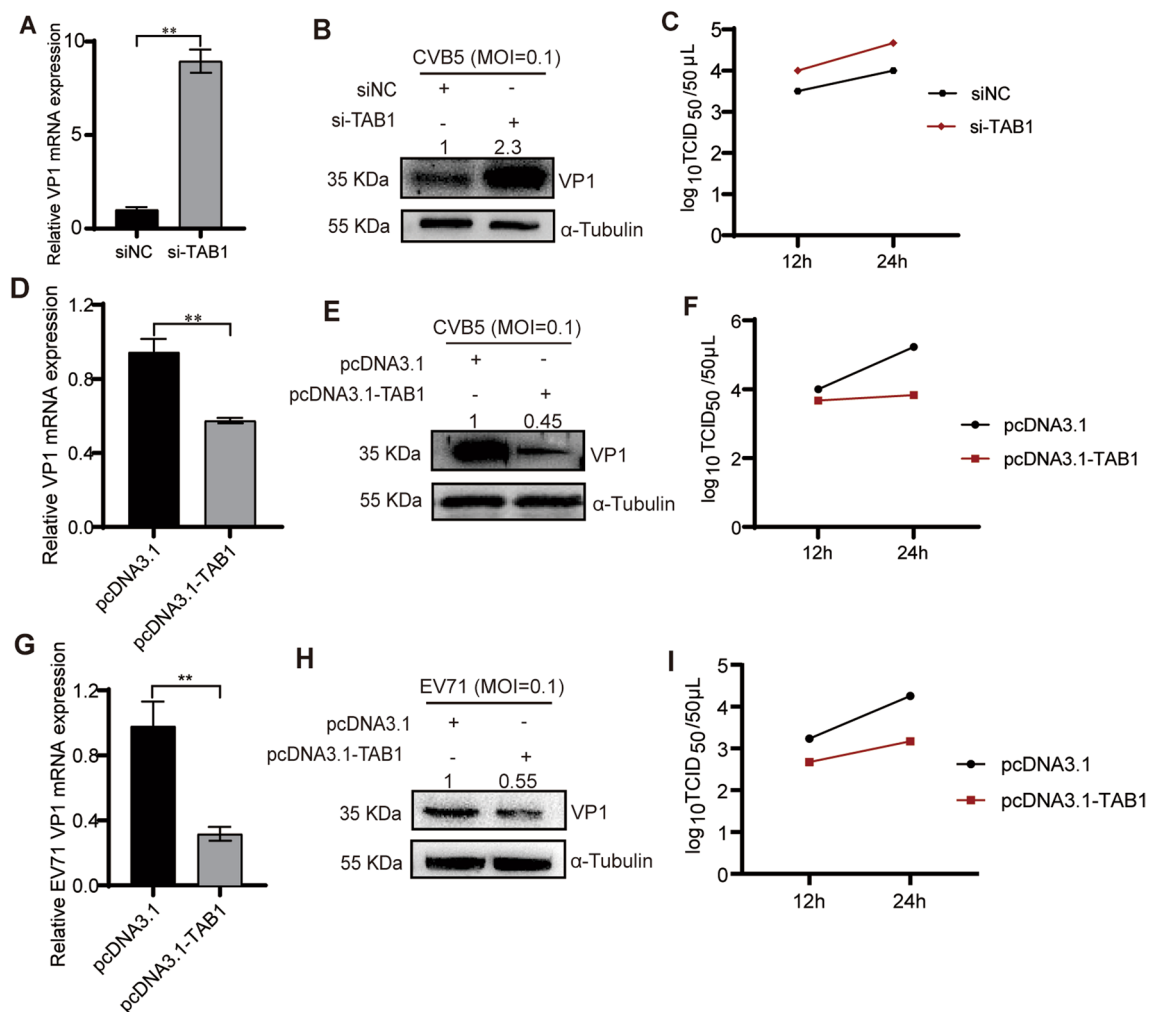 A
Relative VP1 mRNA expression
10
5
0
**
siNC
si-TAB1
B
CVB5 (MOI=0.1)
siNC + -
si-TAB1 - +
1 2.3
35 KDa VP1
55 KDa α-Tubulin
C
log10TCID50/50 μL
5
4
3
2
1
0
12h 24h
siNC
si-TAB1
D
Relative VP1 mRNA expression
1.2
0.8
0.4
0.0
**
pcDNA3.1
pcDNA3.1-TAB1
E
CVB5 (MOI=0.1)
pcDNA3.1 + -
pcDNA3.1-TAB1 - +
1 0.45
35 KDa VP1
55 KDa α-Tubulin
F
log10 TCID50/50μL
6
4
2
0
12h 24h
pcDNA3.1
pcDNA3.1-TAB1
G
Relative EV71 VP1 mRNA expression
1.2
0.8
0.4
0.0
**
pcDNA3.1
pcDNA3.1-TAB1
H
EV71 (MOI=0.1)
pcDNA3.1 + -
pcDNA3.1-TAB1 - +
1 0.55
35 KDa VP1
55 KDa α-Tubulin
I
log10TCID50/50μL
5
4
3
2
1
0
12h 24h
pcDNA3.1
pcDNA3.1-TAB1